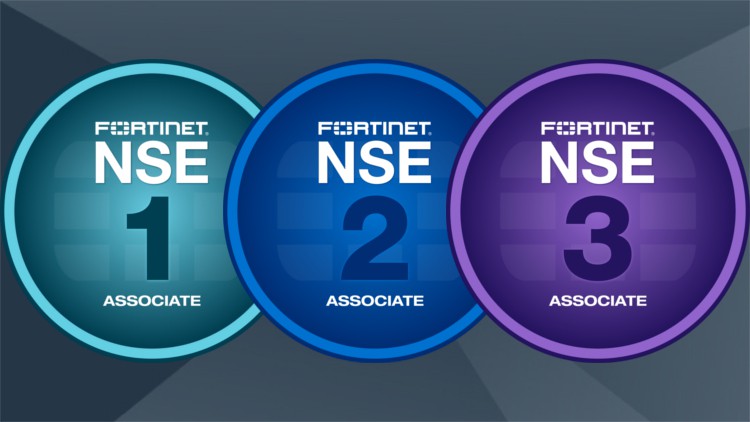 FORTINET®
NSE
1
ASSOCIATE
FORTINET®
NSE
2
ASSOCIATE
FORTINET®
NSE
3
ASSOCIATE